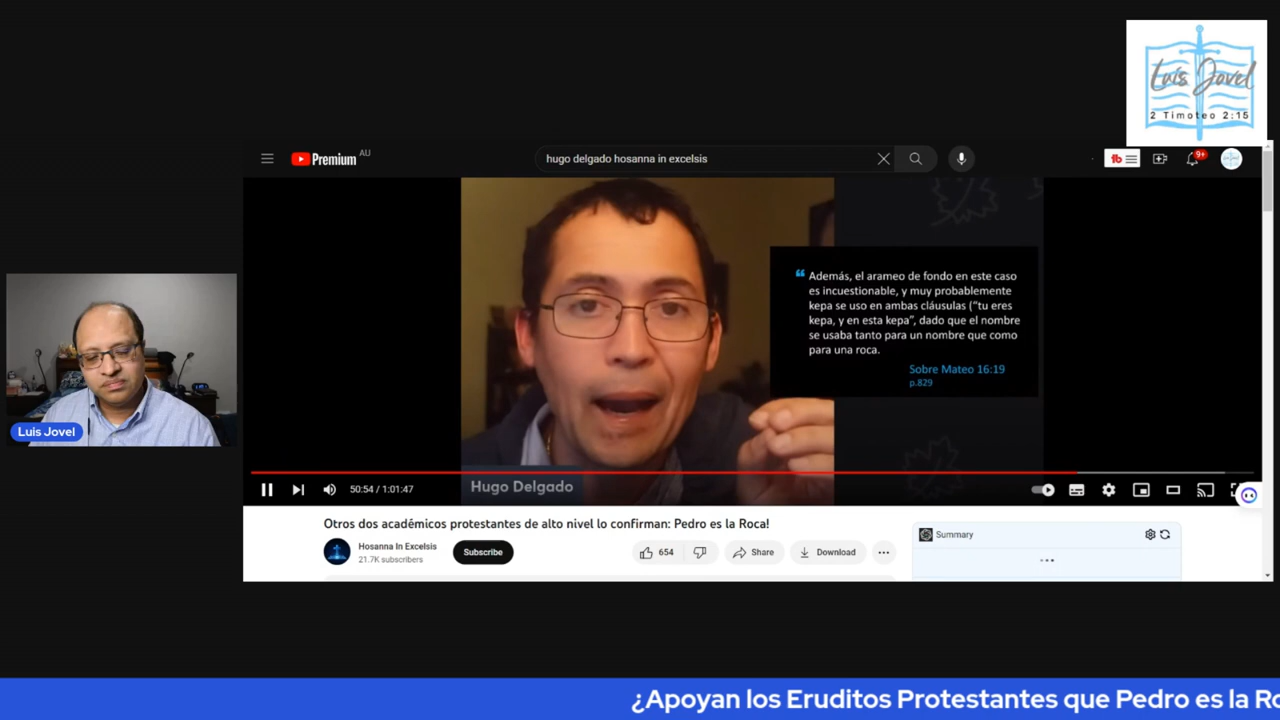 Luis Jovel
2 Timoteo 2:15
Premium AU
hugo delgado hosanna in excelsis
9+
“ Además, el arameo de fondo en este caso
es incuestionable, y muy probablemente
kepa se uso en ambas cláusulas ("tu eres
kepa, y en esta kepa", dado que el nombre
se usaba tanto para un nombre que como
para una roca.
Sobre Mateo 16:19
p.829
Luis Jovel
Hugo Delgado
50:54 / 1:01:47
Otros dos académicos protestantes de alto nivel lo confirman: Pedro es la Roca!
Hosanna In Excelsis
21.7K subscribers
Subscribe
654
Share
Download
Summary
¿Apoyan los Eruditos Protestantes que Pedro es la Ro